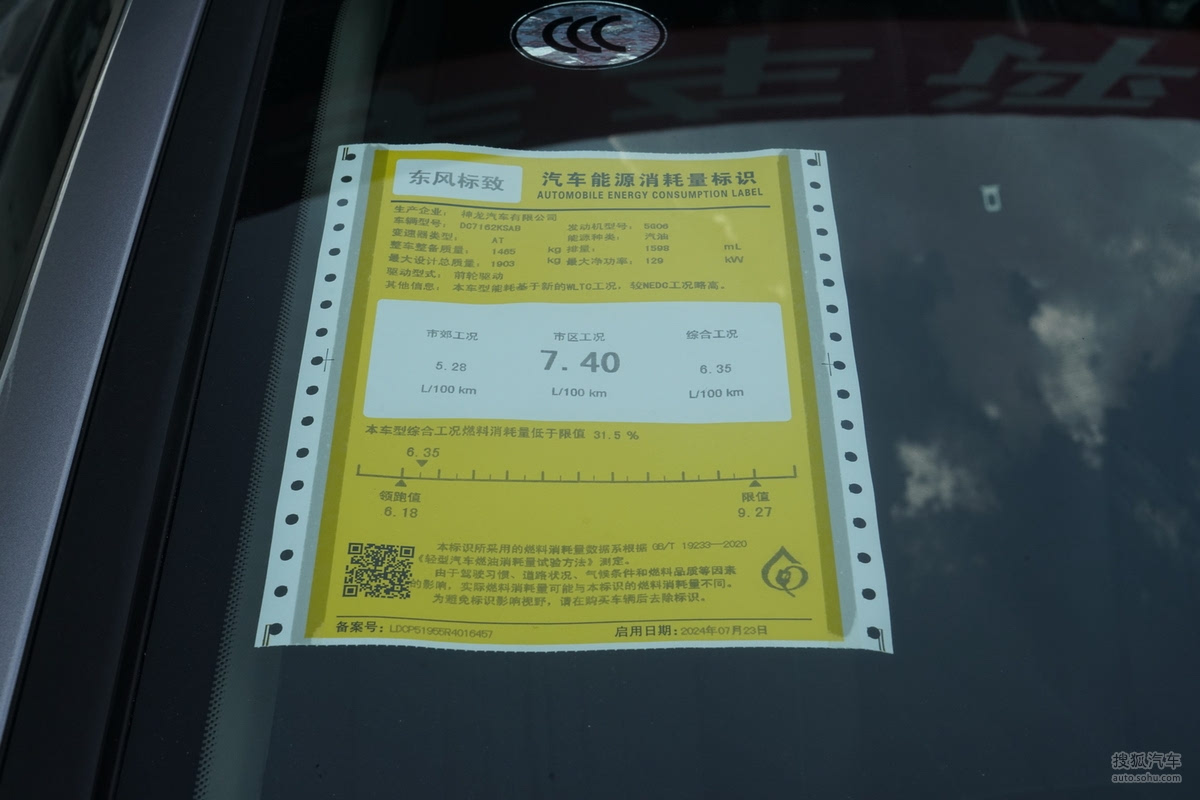 CCC
东风标致
汽车能源消耗量标识
AUTOMOBILE ENERGY CONSUMPTION LABEL
生产企业: 神龙汽车有限公司
车辆型号: DC7162KSAB 发动机型号: 5G06
变速器类型: AT 能源种类: 汽油
整车整备质量: 1465 kg 排量: 1598 mL
最大设计总质量: 1903 kg 最大净功率: 129 kW
驱动型式: 前轮驱动
其他信息: 本车型能耗基于新的WLTC工况，较NEDC工况略高。
市郊工况 市区工况 综合工况
5.28 7.40 6.35
L/100 km L/100 km L/100 km
本车型综合工况燃料消耗量低于限值 31.5 %
6.35
领跑值 限值
6.18 9.27
本标识所采用的燃料消耗量数据系根据 GB/T 19233—2020
《轻型汽车燃油消耗量试验方法》测定。
由于驾驶习惯、道路状况、气候条件和燃料品质等因素
的影响，实际燃料消耗量可能与本标识的燃料消耗量不同。
为避免标识影响视野，请在购买车辆后去除标识。
备案号: LDCP51955R4016457 启用日期: 2024年07月23日
搜狐汽车
auto.sohu.com